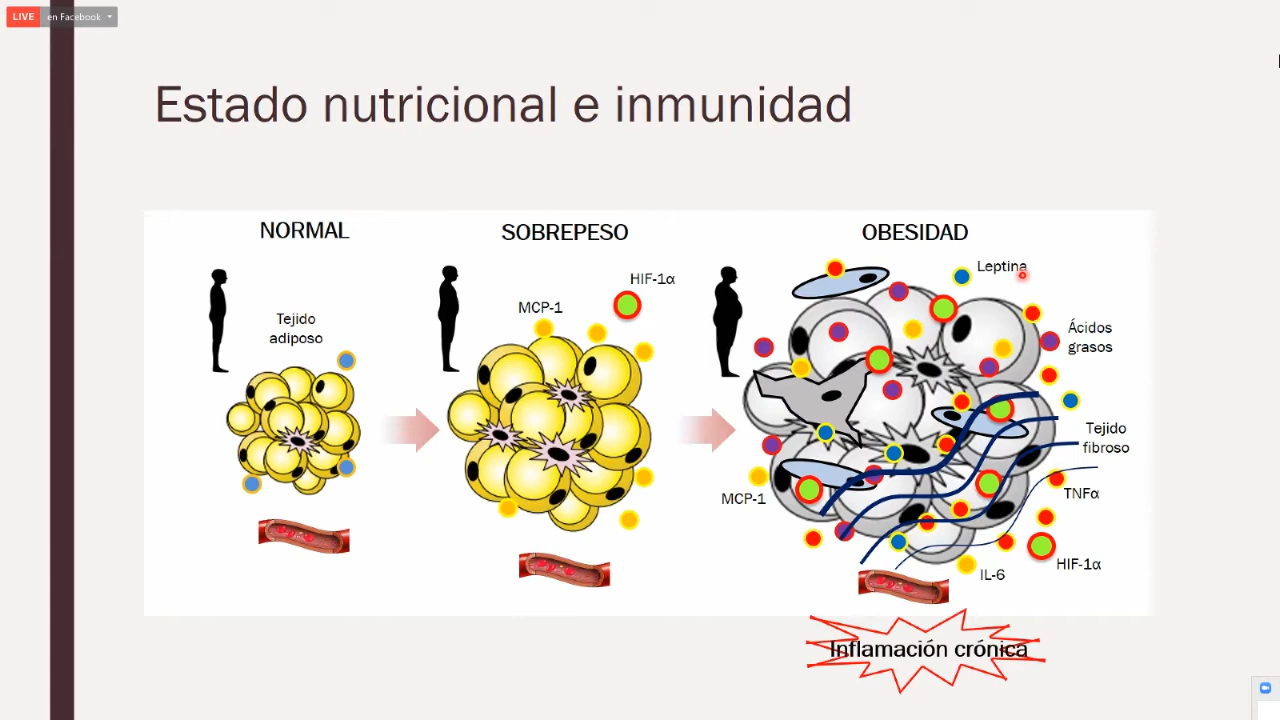 LIVE en Facebook
Estado nutricional e inmunidad
NORMAL
SOBREPESO
OBESIDAD
Tejido
adiposo
MCP-1
HIF-1α
Leptina
Ácidos
grasos
Tejido
fibroso
MCP-1
TNFα
IL-6
HIF-1α
Inflamación crónica